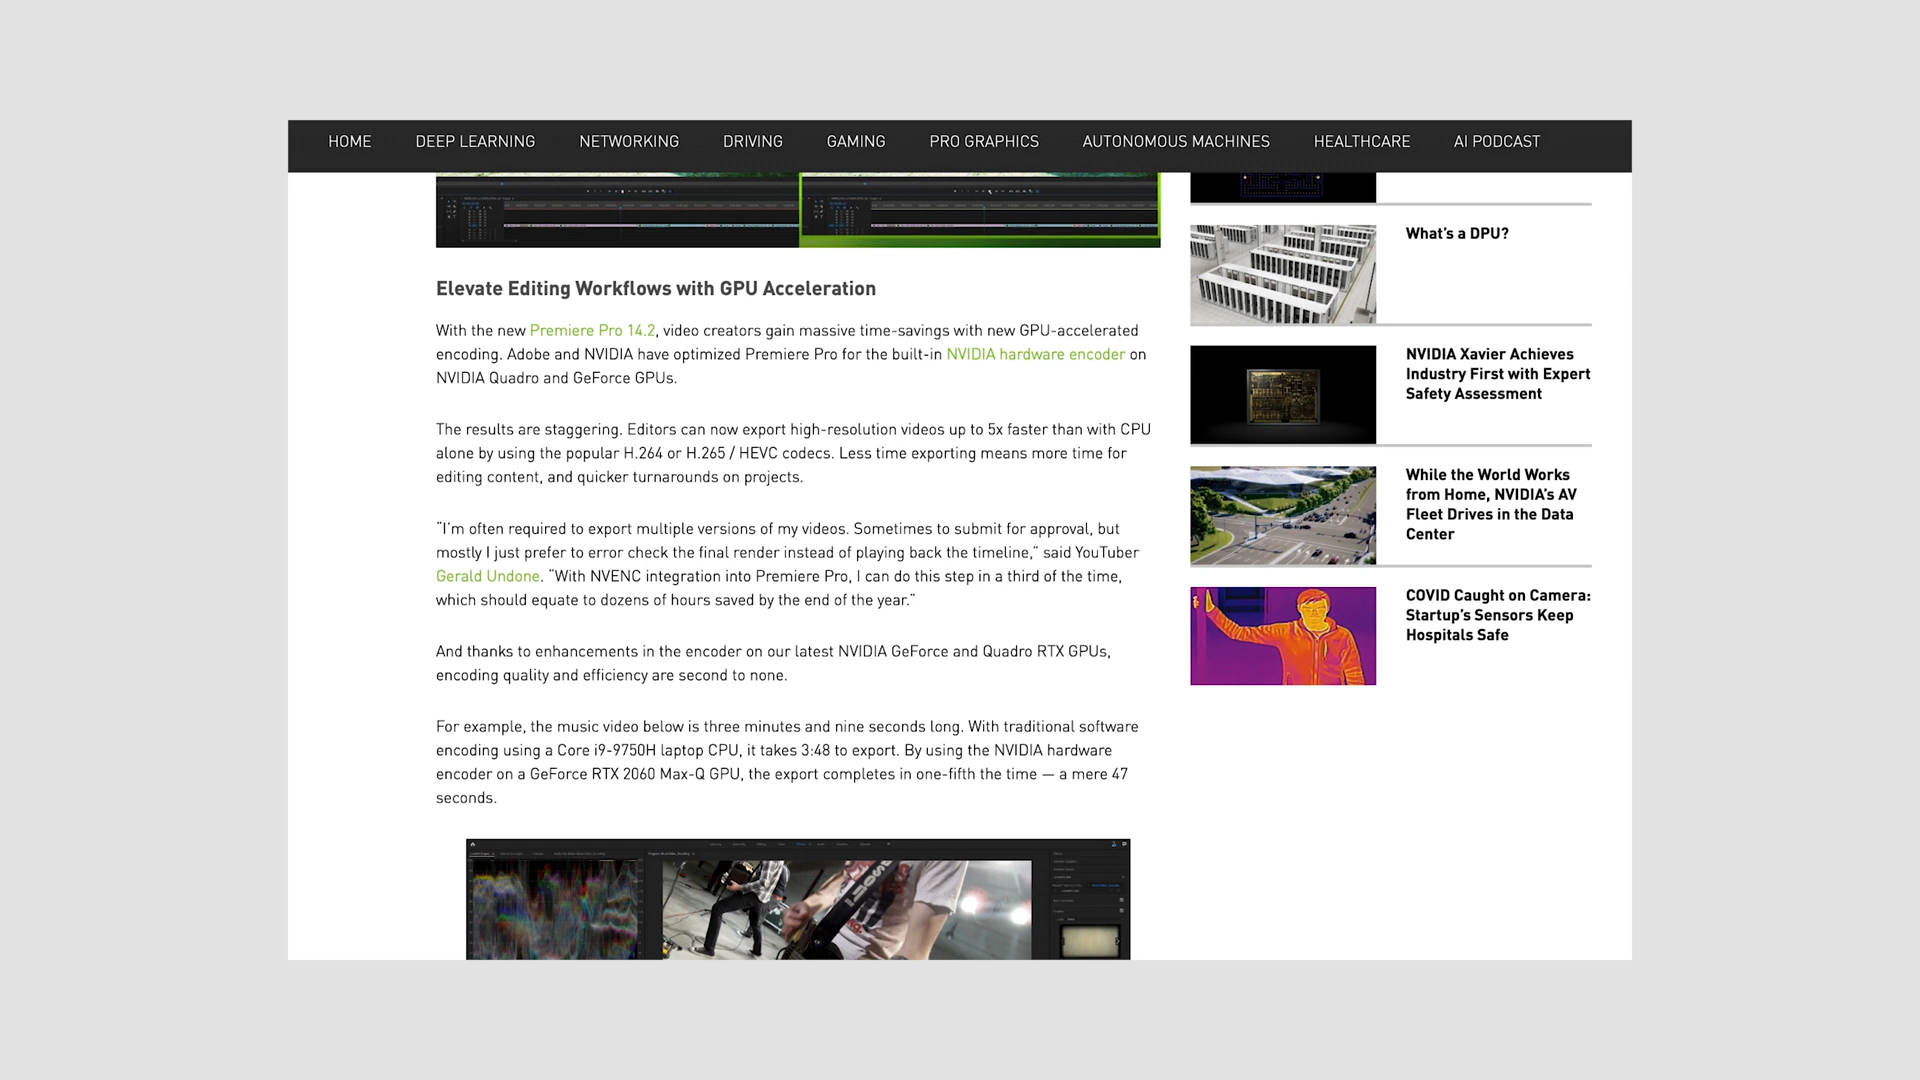 HOME DEEP LEARNING NETWORKING DRIVING GAMING PRO GRAPHICS AUTONOMOUS MACHINES HEALTHCARE AI PODCAST
Elevate Editing Workflows with GPU Acceleration
With the new Premiere Pro 14.2, video creators gain massive time-savings with new GPU-accelerated
encoding. Adobe and NVIDIA have optimized Premiere Pro for the built-in NVIDIA hardware encoder on
NVIDIA Quadro and GeForce GPUs.
The results are staggering. Editors can now export high-resolution videos up to 5x faster than with CPU
alone by using the popular H.264 or H.265 / HEVC codecs. Less time exporting means more time for
editing content, and quicker turnarounds on projects.
“I’m often required to export multiple versions of my videos. Sometimes to submit for approval, but
mostly I just prefer to error check the final render instead of playing back the timeline,” said YouTuber
Gerald Undone. “With NVENC integration into Premiere Pro, I can do this step in a third of the time,
which should equate to dozens of hours saved by the end of the year.”
And thanks to enhancements in the encoder on our latest NVIDIA GeForce and Quadro RTX GPUs,
encoding quality and efficiency are second to none.
For example, the music video below is three minutes and nine seconds long. With traditional software
encoding using a Core i9-9750H laptop CPU, it takes 3:48 to export. By using the NVIDIA hardware
encoder on a GeForce RTX 2060 Max-Q GPU, the export completes in one-fifth the time — a mere 47
seconds.
What’s a DPU?
NVIDIA Xavier Achieves
Industry First with Expert
Safety Assessment
While the World Works
from Home, NVIDIA’s AV
Fleet Drives in the Data
Center
COVID Caught on Camera:
Startup’s Sensors Keep
Hospitals Safe